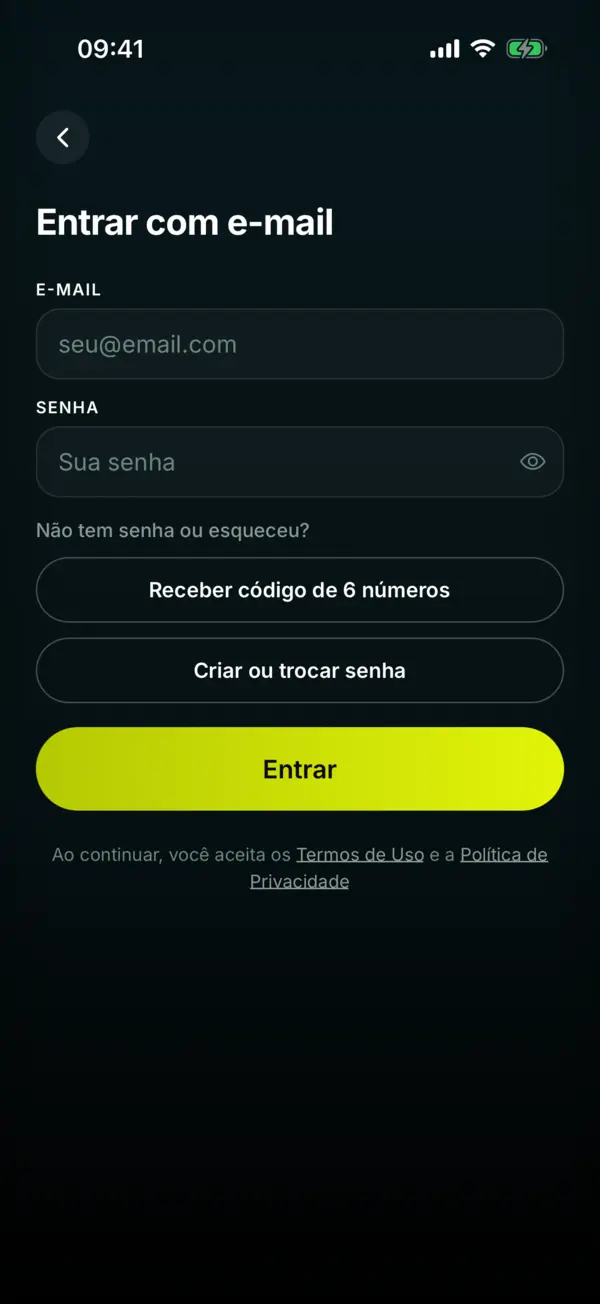 09:41
Entrar com e-mail
E-MAIL
seu@email.com
SENHA
Sua senha
Não tem senha ou esqueceu?
Receber código de 6 números
Criar ou trocar senha
Entrar
Ao continuar, você aceita os Termos de Uso e a Política de
Privacidade